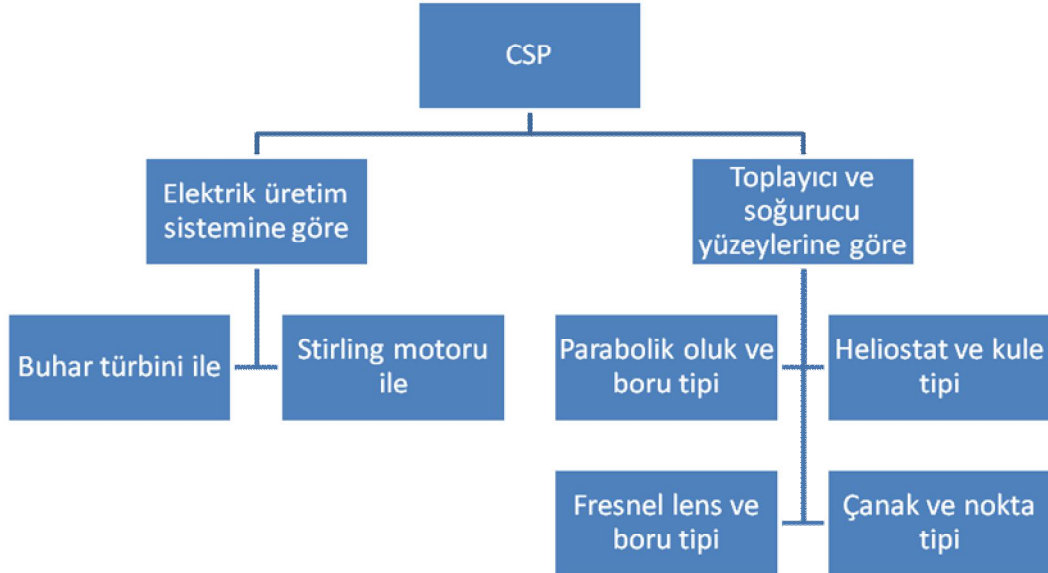 CSP
Elektrik üretim
sistemine göre
Toplayıcı ve
soğurucu
yüzeylerine göre
Buhar türbini ile
Stirling motoru
ile
Parabolik oluk ve
boru tipi
Heliostat ve kule
tipi
Fresnel lens ve
boru tipi
Çanak ve nokta
tipi